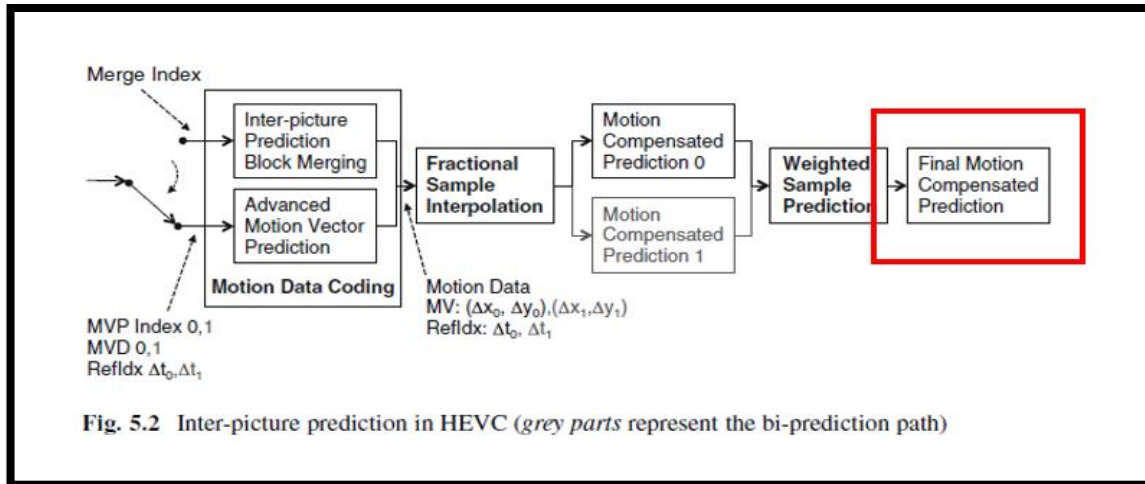 Merge Index
Inter-picture
Prediction
Block Merging
Advanced
Motion Vector
Prediction
Motion Data Coding
MVP Index 0,1
MVD 0,1
RefIdx Δt₀,Δt₁
Fractional
Sample
Interpolation
Motion Data
MV: (Δx₀, Δy₀),(Δx₁,Δy₁)
RefIdx: Δt₀, Δt₁
Motion
Compensated
Prediction 0
Motion
Compensated
Prediction 1
Weighted
Sample
Prediction
Final Motion
Compensated
Prediction
Fig. 5.2 Inter-picture prediction in HEVC (grey parts represent the bi-prediction path)